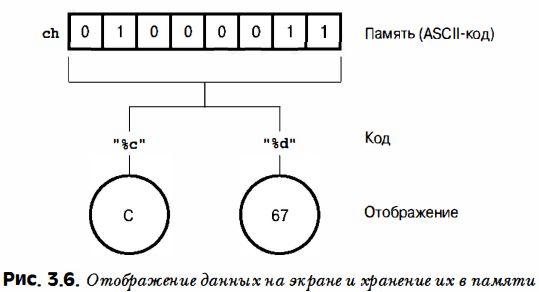 ch 0 1 0 0 0 0 1 1 Память (ASCII-код)
"%c" "%d" Код
C 67 Отображение
Рис. 3.6. Отображение данных на экране и хранение их в памяти